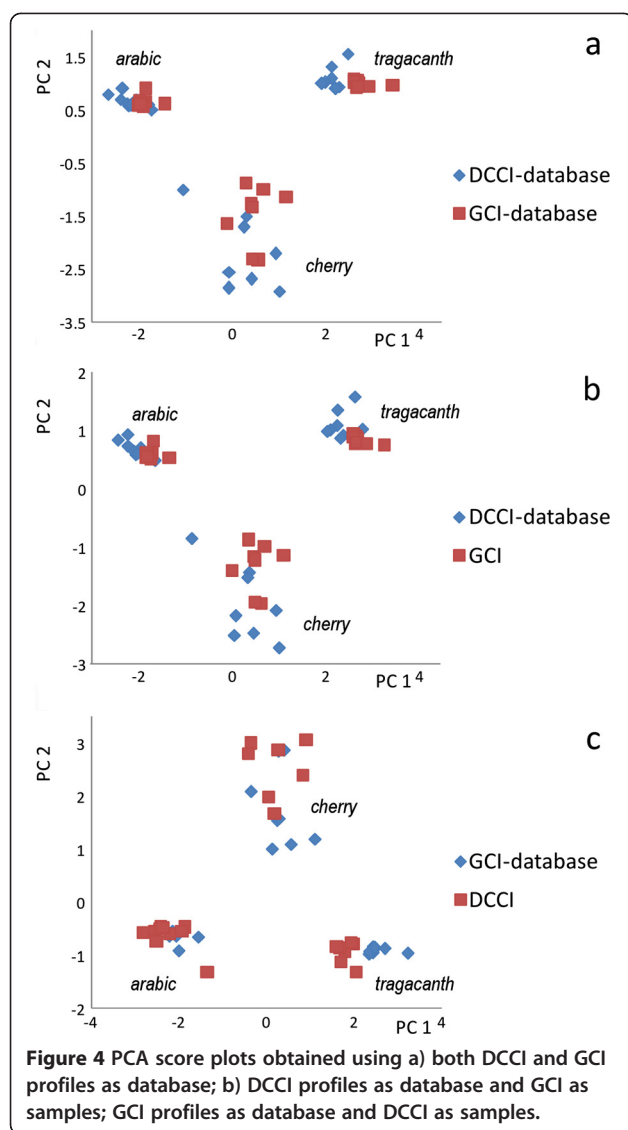 a
PC 2
1.5
0.5
-0.5
-1.5
-2.5
-3.5
arabic
tragacanth
cherry
DCCI-database
GCI-database
-2
0
2
4
PC 1
b
PC 2
2
1
0
-1
-2
-3
arabic
tragacanth
cherry
DCCI-database
GCI
-2
0
2
4
PC 1
c
PC 2
3
2
1
0
-1
-2
cherry
arabic
tragacanth
GCI-database
DCCI
-4
-2
0
2
4
PC 1
Figure 4 PCA score plots obtained using a) both DCCI and GCI
profiles as database; b) DCCI profiles as database and GCI as
samples; GCI profiles as database and DCCI as samples.